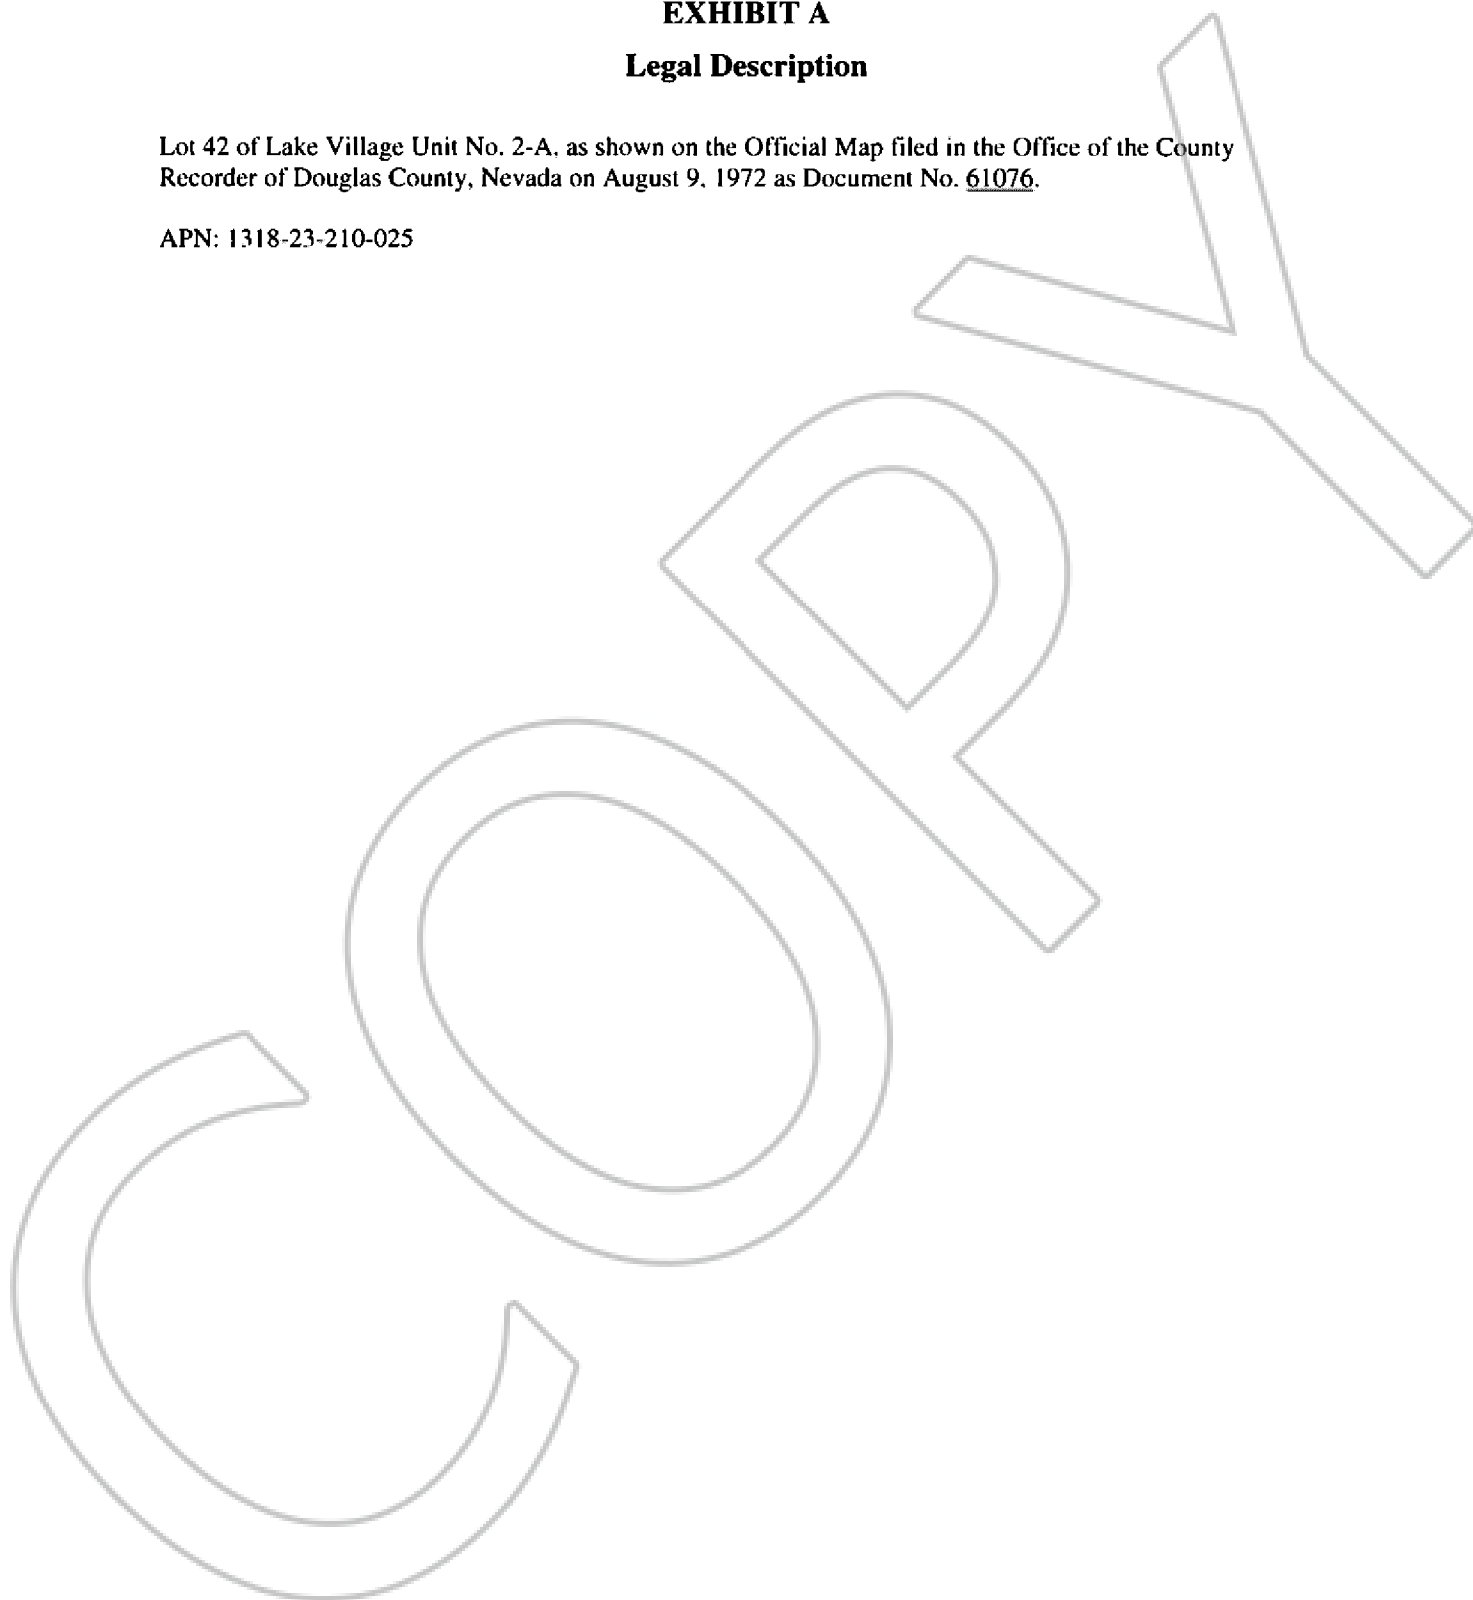 EXHIBIT A
Legal Description
Lot 42 of Lake Village Unit No. 2-A, as shown on the Official Map filed in the Office of the County
Recorder of Douglas County, Nevada on August 9, 1972 as Document No. 61076.
APN: 1318-23-210-025
COPY